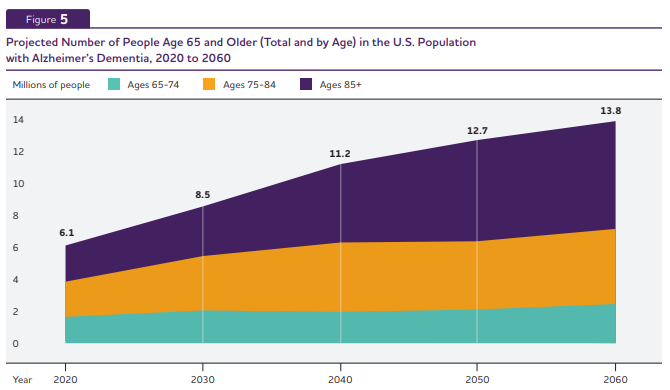 Figure 5
Projected Number of People Age 65 and Older (Total and by Age) in the U.S. Population
with Alzheimer's Dementia, 2020 to 2060
Millions of people Ages 65-74 Ages 75-84 Ages 85+
14
13.8
12.7
12
11.2
10
8.5
8
6.1
6
4
2
0
Year 2020 2030 2040 2050 2060